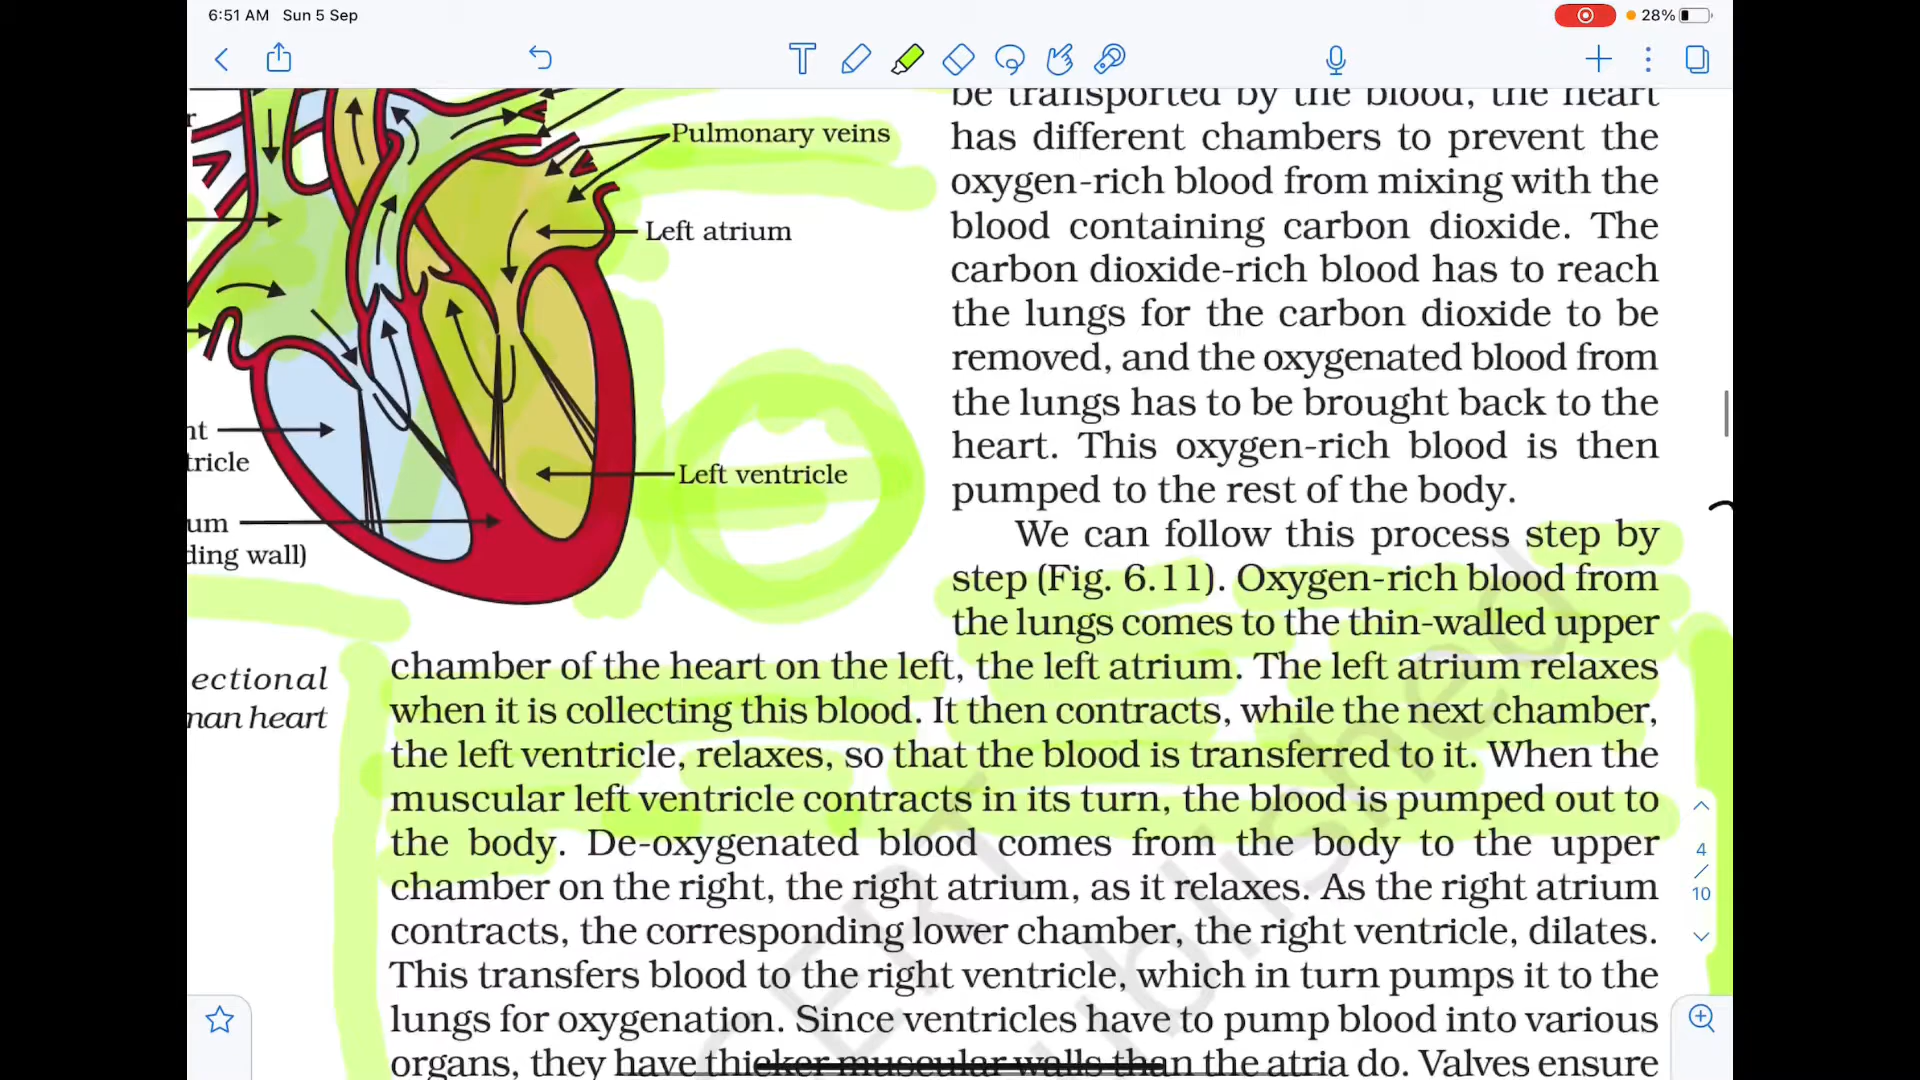 6:51 AM Sun 5 Sep
28%
Pulmonary veins
Left atrium
Left ventricle
nt
tricle
um
ding wall)
ectional
man heart
be transported by the blood, the heart
has different chambers to prevent the
oxygen-rich blood from mixing with the
blood containing carbon dioxide. The
carbon dioxide-rich blood has to reach
the lungs for the carbon dioxide to be
removed, and the oxygenated blood from
the lungs has to be brought back to the
heart. This oxygen-rich blood is then
pumped to the rest of the body.
We can follow this process step by
step (Fig. 6.11). Oxygen-rich blood from
the lungs comes to the thin-walled upper
chamber of the heart on the left, the left atrium. The left atrium relaxes
when it is collecting this blood. It then contracts, while the next chamber,
the left ventricle, relaxes, so that the blood is transferred to it. When the
muscular left ventricle contracts in its turn, the blood is pumped out to
the body. De-oxygenated blood comes from the body to the upper
chamber on the right, the right atrium, as it relaxes. As the right atrium
contracts, the corresponding lower chamber, the right ventricle, dilates.
This transfers blood to the right ventricle, which in turn pumps it to the
lungs for oxygenation. Since ventricles have to pump blood into various
organs, they have thicker muscular walls than the atria do. Valves ensure
4
/
10